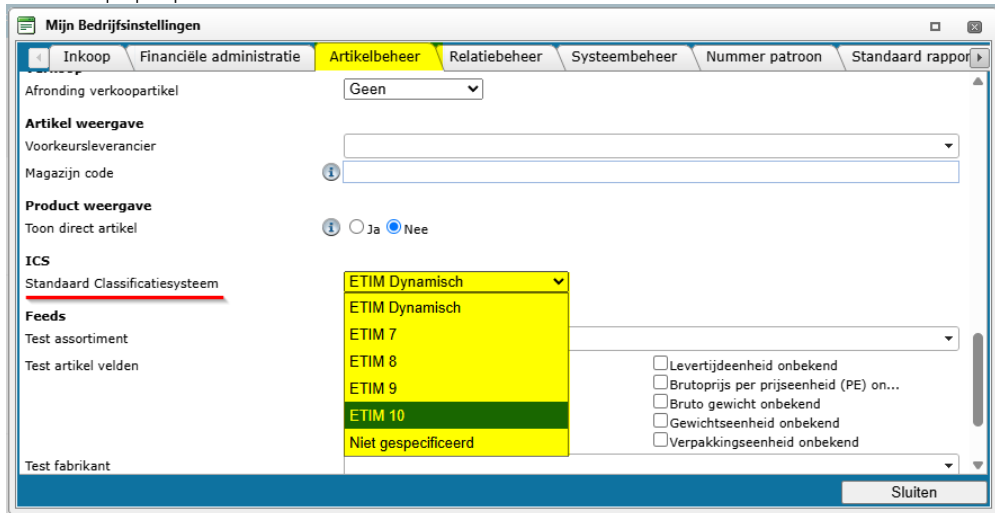 Mijn Bedrijfsinstellingen
Inkoop Financiële administratie Artikelbeheer Relatiebeheer Systeembeheer Nummer patroon Standaard rappor
Afronding verkoopartikel Geen
Artikel weergave
Voorkeursleverancier
Magazijn code
Product weergave
Toon direct artikel Ja Nee
ICS
Standaard Classificatiesysteem ETIM Dynamisch
ETIM Dynamisch
Feeds
Test assortiment ETIM 7
Test artikel velden ETIM 8 Levertijdeenheid onbekend
ETIM 9 Brutoprijs per prijseenheid (PE) on...
Bruto gewicht onbekend
ETIM 10 Gewichtseenheid onbekend
Niet gespecificeerd Verpakkingseenheid onbekend
Test fabrikant
Sluiten